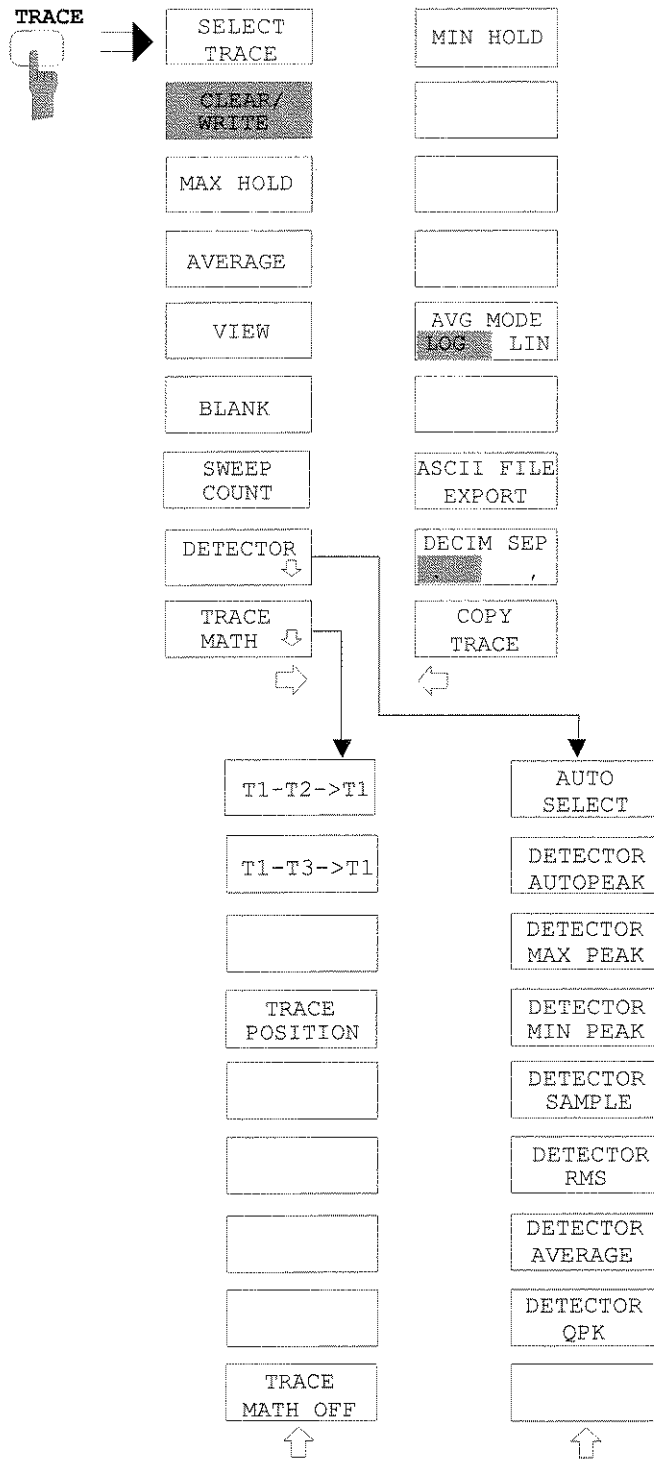 TRACE
SELECT
TRACE
CLEAR/
WRITE
MAX HOLD
AVERAGE
VIEW
BLANK
SWEEP
COUNT
DETECTOR
TRACE
MATH
MIN HOLD
AVG MODE
LOG LIN
ASCII FILE
EXPORT
DECIM SEP
. ,
COPY
TRACE
T1-T2->T1
T1-T3->T1
TRACE
POSITION
TRACE
MATH OFF
AUTO
SELECT
DETECTOR
AUTOPEAK
DETECTOR
MAX PEAK
DETECTOR
MIN PEAK
DETECTOR
SAMPLE
DETECTOR
RMS
DETECTOR
AVERAGE
DETECTOR
QPK